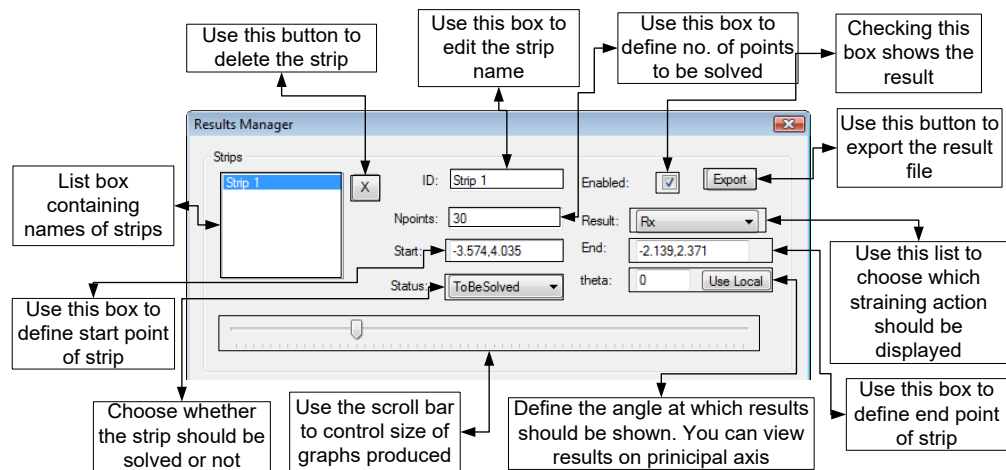 Use this button to
delete the strip
Use this box to
edit the strip
name
Use this box to
define no. of points
to be solved
Checking this
box shows the
result
Use this button to
export the result
file
List box
containing
names of strips
Results Manager
Strips
Strip 1
X
ID:
Strip 1
Enabled:
Export
Npoints:
30
Result:
Rx
Start:
-3.574,4.035
End:
-2.139,2.371
Status:
ToBeSolved
theta:
0
Use Local
Use this box to
define start point
of strip
Use this list to
choose which
straining action
should be
displayed
Choose whether
the strip should be
solved or not
Use the scroll bar
to control size of
graphs produced
Define the angle at which results
should be shown. You can view
results on prinicipal axis
Use this box to
define end point
of strip